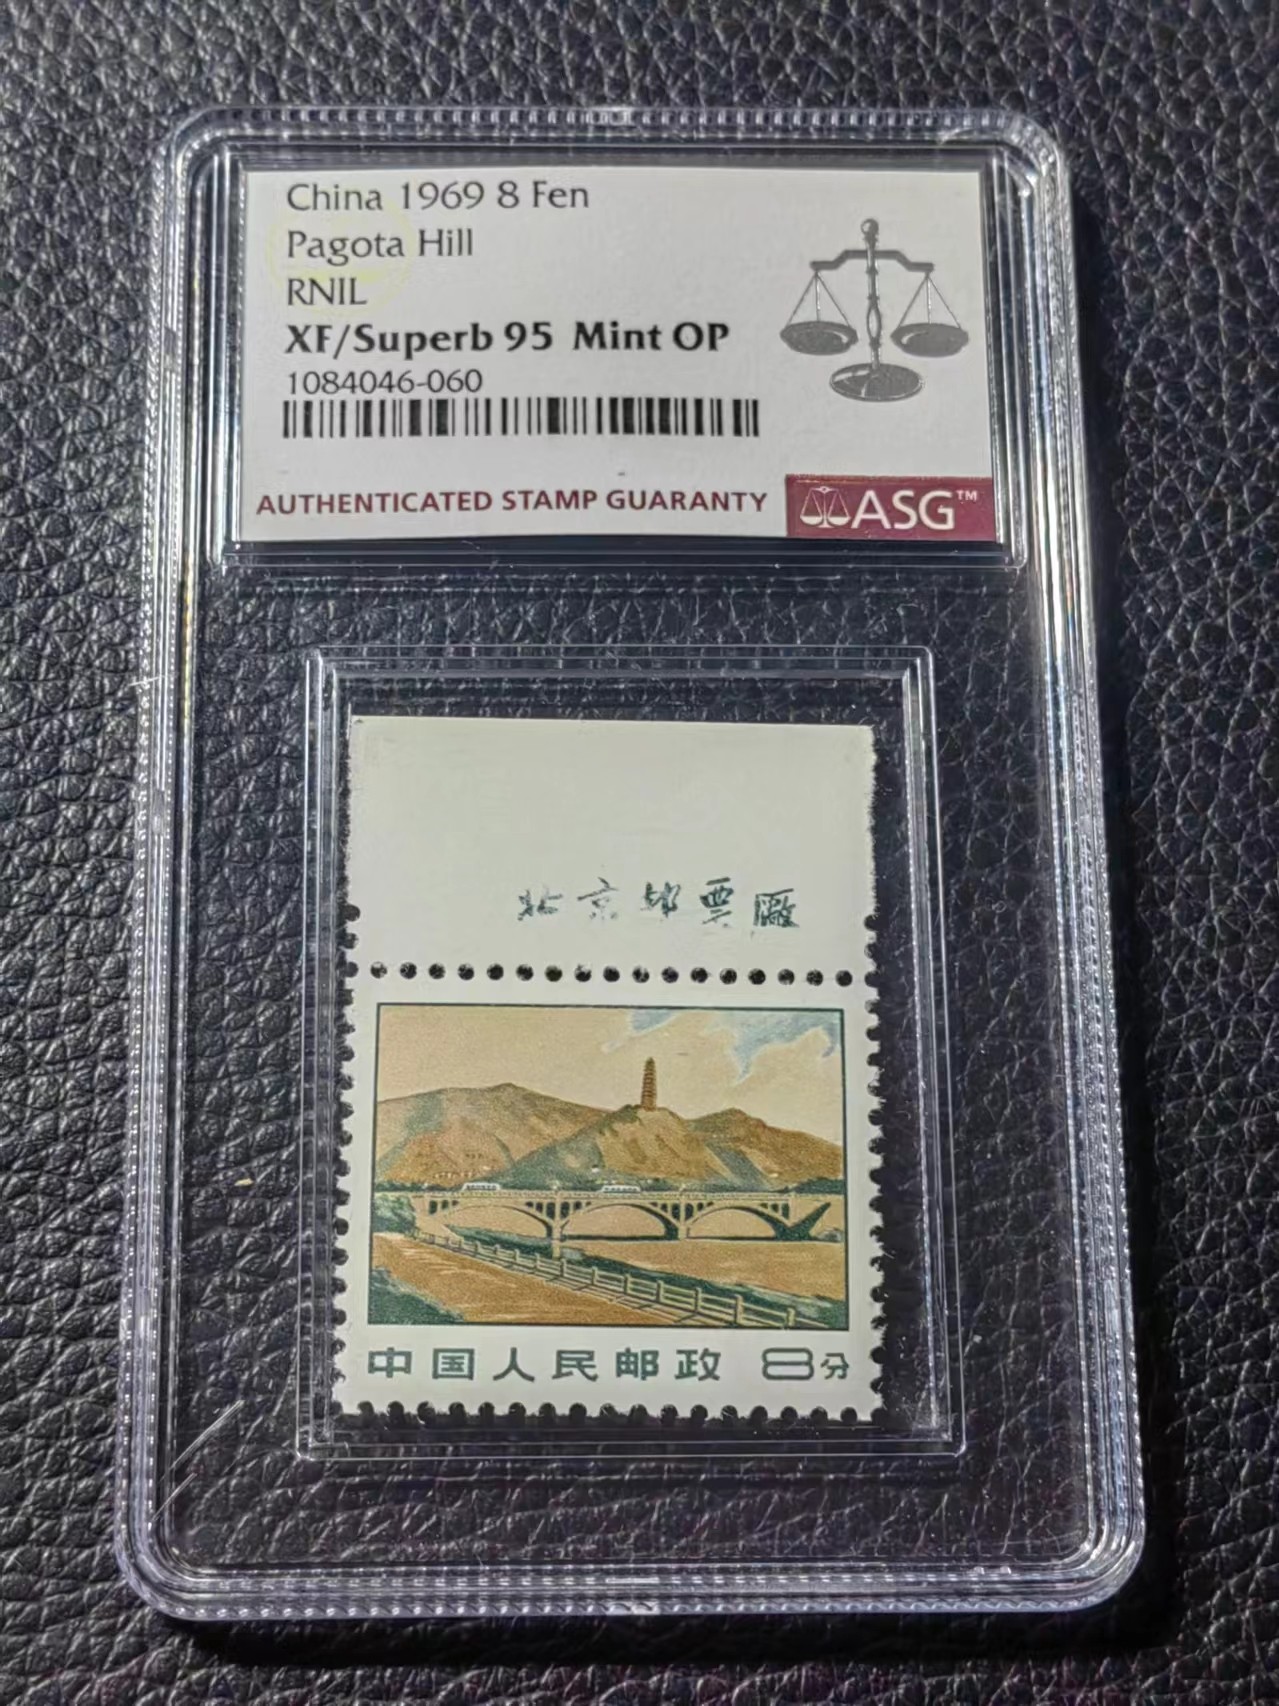 China 1969 8 Fen
Pagota Hill
RNIL
XF/Superb 95 Mint OP
1084046-060
AUTHENTICATED STAMP GUARANTY
ASG™
北京邮票廠
中国人民邮政 8分